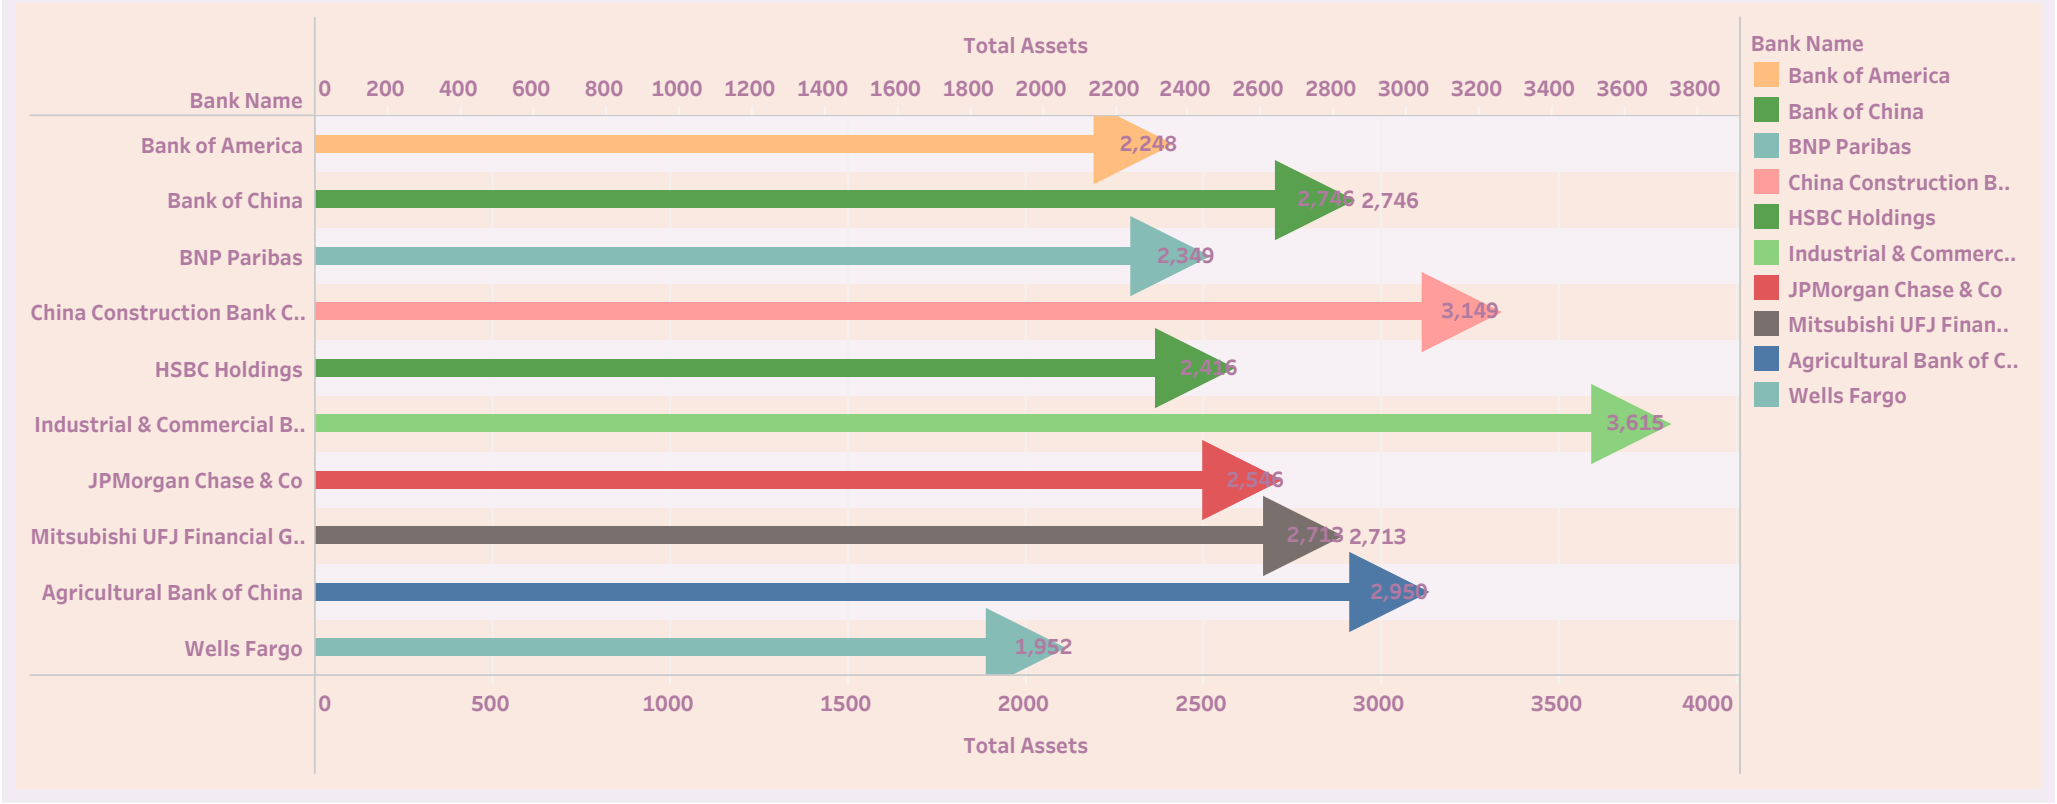 Total Assets
0 200 400 600 800 1000 1200 1400 1600 1800 2000 2200 2400 2600 2800 3000 3200 3400 3600 3800
Bank Name
Bank of America 2,248
Bank of China 2,746 2,746
BNP Paribas 2,349
China Construction Bank C.. 3,149
HSBC Holdings 2,416
Industrial & Commercial B.. 3,615
JPMorgan Chase & Co 2,546
Mitsubishi UFJ Financial G.. 2,713 2,713
Agricultural Bank of China 2,950
Wells Fargo 1,952
0 500 1000 1500 2000 2500 3000 3500 4000
Total Assets
Bank Name
Bank of America
Bank of China
BNP Paribas
China Construction B..
HSBC Holdings
Industrial & Commerc..
JPMorgan Chase & Co
Mitsubishi UFJ Finan..
Agricultural Bank of C..
Wells Fargo